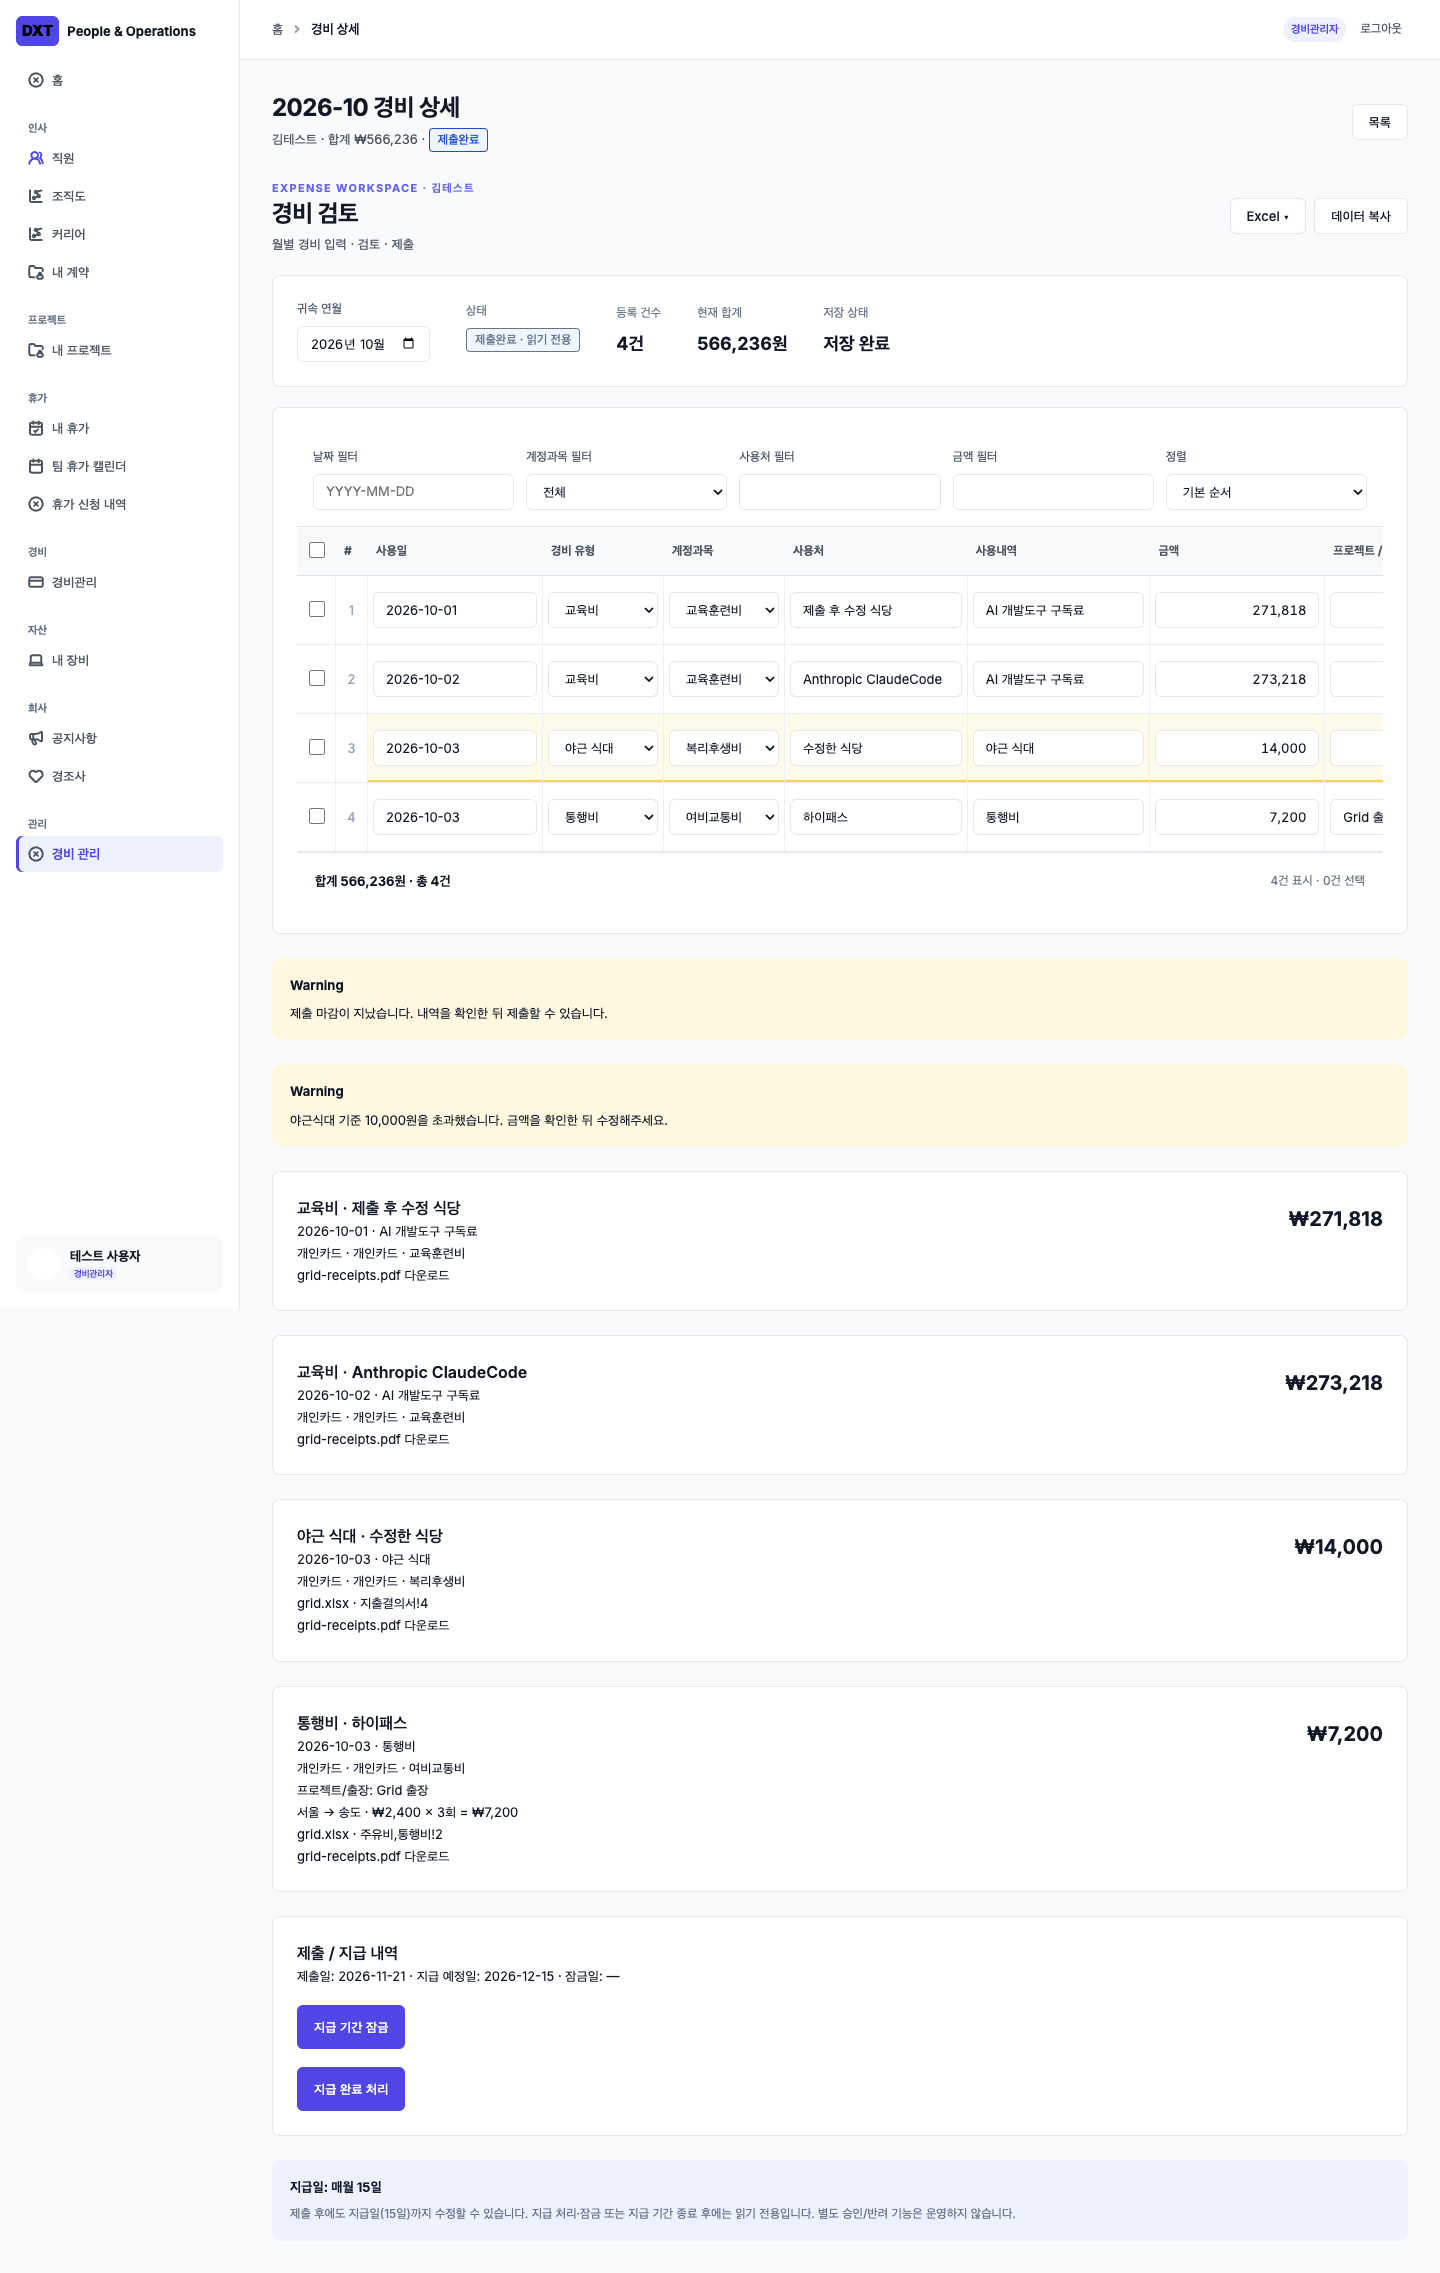 DXT People & Operations
홈
인사
직원
조직도
커리어
내 계약
프로젝트
내 프로젝트
휴가
내 휴가
팀 휴가 캘린더
휴가 신청 내역
경비
경비관리
자산
내 장비
회사
공지사항
경조사
관리
경비 관리
테스트 사용자
경비관리자
홈 > 경비 상세
경비관리자 로그아웃
2026-10 경비 상세
김테스트 · 합계 ₩566,236 · 제출완료
목록
EXPENSE WORKSPACE · 김테스트
경비 검토
월별 경비 입력 · 검토 · 제출
Excel ▾ 데이터 복사
귀속 연월 상태 등록 건수 현재 합계 저장 상태
2026년 10월 제출완료 · 읽기 전용 4건 566,236원 저장 완료
날짜 필터 계정과목 필터 사용처 필터 금액 필터 정렬
YYYY-MM-DD 전체 기본 순서
# 사용일 경비 유형 계정과목 사용처 사용내역 금액 프로젝트 /
1 2026-10-01 교육비 교육훈련비 제출 후 수정 식당 AI 개발도구 구독료 271,818
2 2026-10-02 교육비 교육훈련비 Anthropic ClaudeCode AI 개발도구 구독료 273,218
3 2026-10-03 야근 식대 복리후생비 수정한 식당 야근 식대 14,000
4 2026-10-03 통행비 여비교통비 하이패스 통행비 7,200 Grid 출
합계 566,236원 · 총 4건 4건 표시 · 0건 선택
Warning
제출 마감이 지났습니다. 내역을 확인한 뒤 제출할 수 있습니다.
Warning
야근식대 기준 10,000원을 초과했습니다. 금액을 확인한 뒤 수정해주세요.
교육비 · 제출 후 수정 식당 ₩271,818
2026-10-01 · AI 개발도구 구독료
개인카드 · 개인카드 · 교육훈련비
grid-receipts.pdf 다운로드
교육비 · Anthropic ClaudeCode ₩273,218
2026-10-02 · AI 개발도구 구독료
개인카드 · 개인카드 · 교육훈련비
grid-receipts.pdf 다운로드
야근 식대 · 수정한 식당 ₩14,000
2026-10-03 · 야근 식대
개인카드 · 개인카드 · 복리후생비
grid.xlsx · 지출결의서!4
grid-receipts.pdf 다운로드
통행비 · 하이패스 ₩7,200
2026-10-03 · 통행비
개인카드 · 개인카드 · 여비교통비
프로젝트/출장: Grid 출장
서울 → 송도 · ₩2,400 × 3회 = ₩7,200
grid.xlsx · 주유비,통행비!2
grid-receipts.pdf 다운로드
제출 / 지급 내역
제출일: 2026-11-21 · 지급 예정일: 2026-12-15 · 잠금일: —
지급 기간 잠금
지급 완료 처리
지급일: 매월 15일
제출 후에도 지급일(15일)까지 수정할 수 있습니다. 지급 처리·잠금 또는 지급 기간 종료 후에는 읽기 전용입니다. 별도 승인/반려 기능은 운영하지 않습니다.